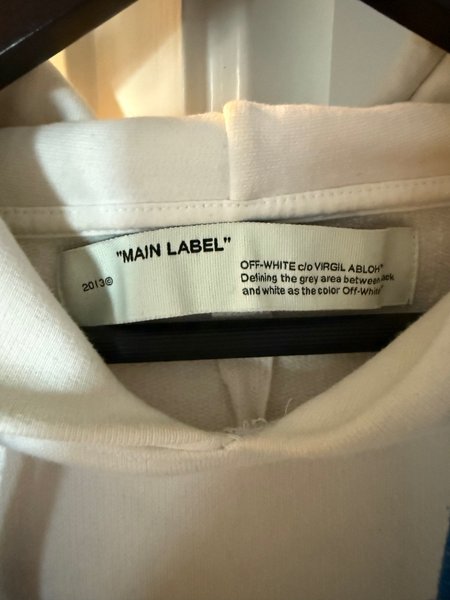 "MAIN LABEL"
2013©
OFF-WHITE c/o VIRGIL ABLOH™
Defining the grey area between
and white as the color Off-White